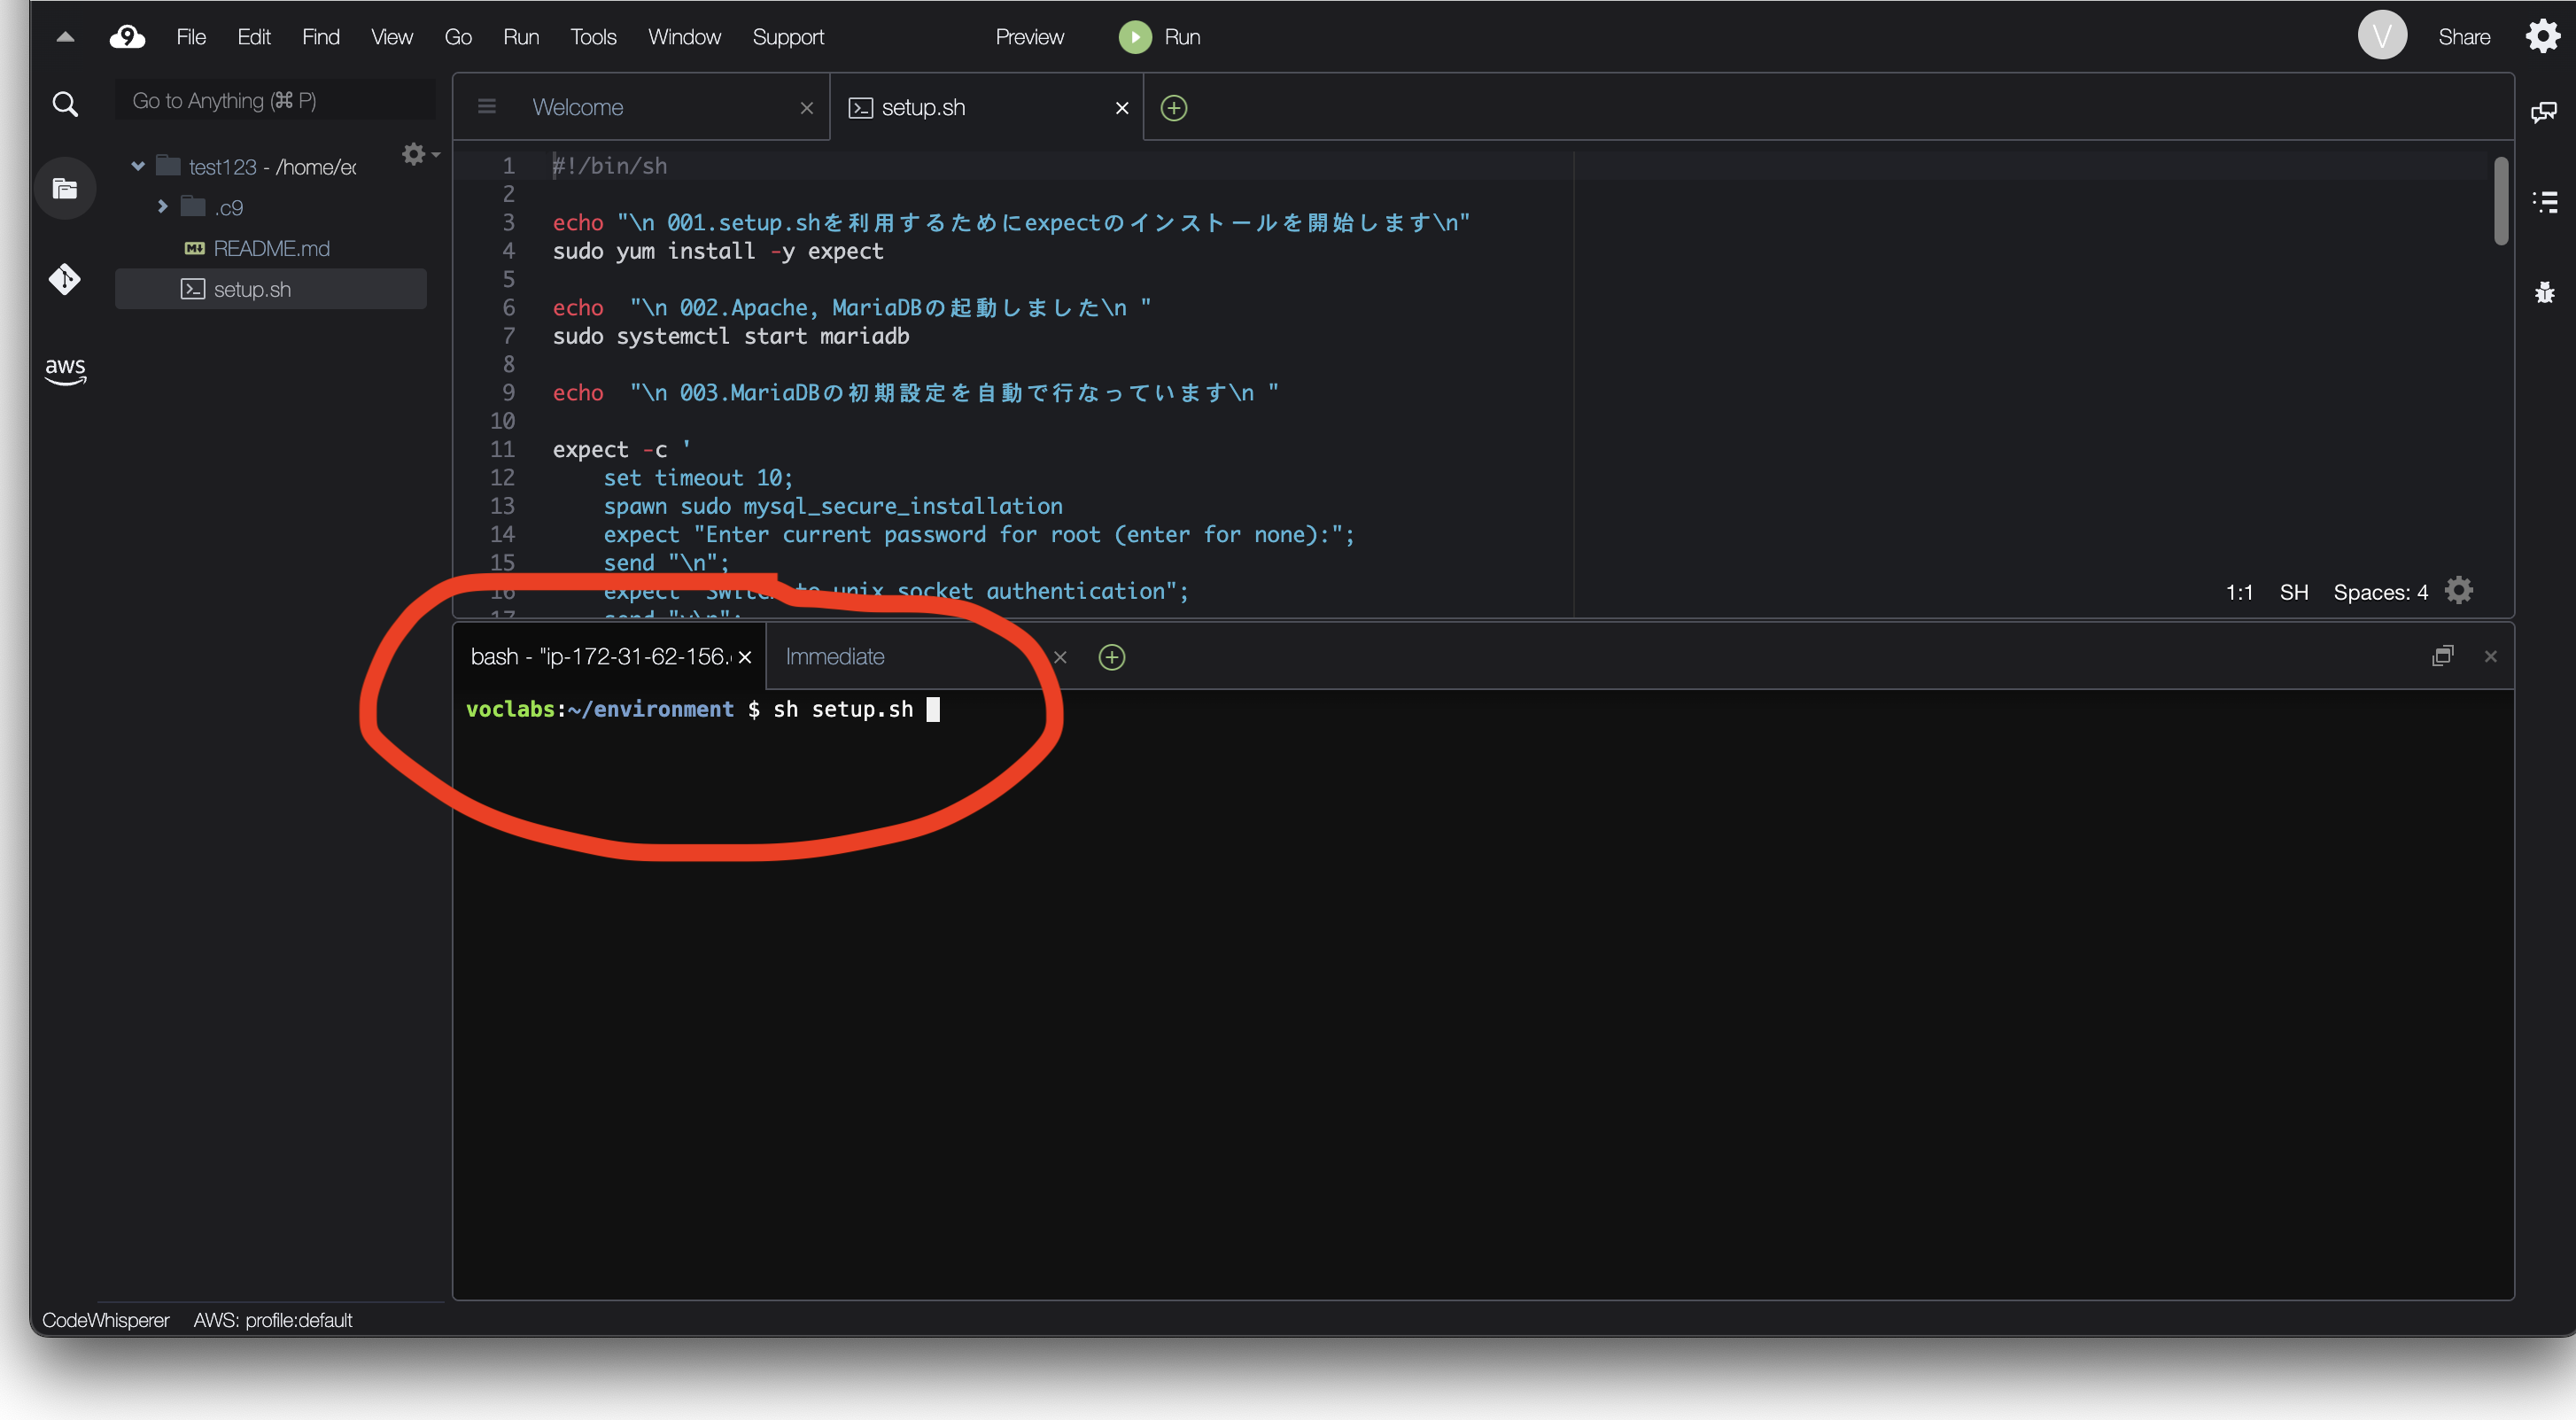 File Edit Find View Go Run Tools Window Support Preview Run V Share
Go to Anything (⌘ P)
test123 - /home/ec
.c9
README.md
setup.sh
aws
Welcome
setup.sh
1 #!/bin/sh
2
3 echo "\n 001.setup.shを利用するためにexpectのインストールを開始します\n"
4 sudo yum install -y expect
5
6 echo  "\n 002.Apache, MariaDBの起動しました\n "
7 sudo systemctl start mariadb
8
9 echo  "\n 003.MariaDBの初期設定を自動で行なっています\n "
10
11 expect -c '
12     set timeout 10;
13     spawn sudo mysql_secure_installation
14     expect "Enter current password for root (enter for none):";
15     send "\n";
16     expect "Switch to unix_socket authentication";
17     send "y\n";
1:1 SH Spaces: 4
bash - "ip-172-31-62-156.
Immediate
voclabs:~/environment $ sh setup.sh
CodeWhisperer AWS: profile:default